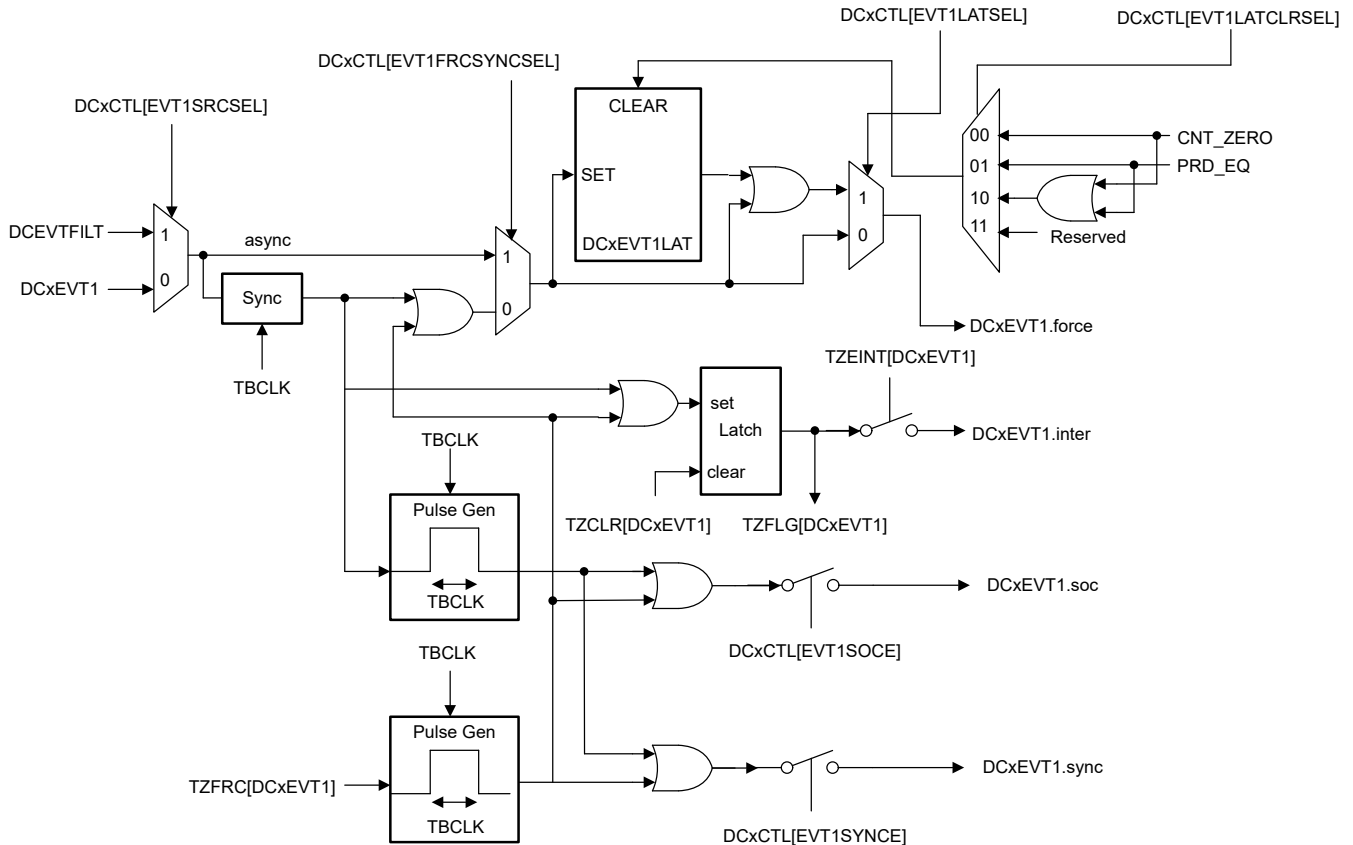 DCxCTL[EVT1LATSEL]
DCxCTL[EVT1LATCLRSEL]
DCxCTL[EVT1FRCSYNCSEL]
DCxCTL[EVT1SRCSEL]
CLEAR
SET
DCxEVT1LAT
00
01
10
11
CNT_ZERO
PRD_EQ
Reserved
DCEVTFILT
DCxEVT1
1
0
async
Sync
TBCLK
1
0
1
0
DCxEVT1.force
TZEINT[DCxEVT1]
set
Latch
clear
DCxEVT1.inter
TZCLR[DCxEVT1]
TZFLG[DCxEVT1]
TBCLK
Pulse Gen
TBCLK
DCxEVT1.soc
DCxCTL[EVT1SOCE]
TBCLK
Pulse Gen
TBCLK
TZFRC[DCxEVT1]
DCxEVT1.sync
DCxCTL[EVT1SYNCE]